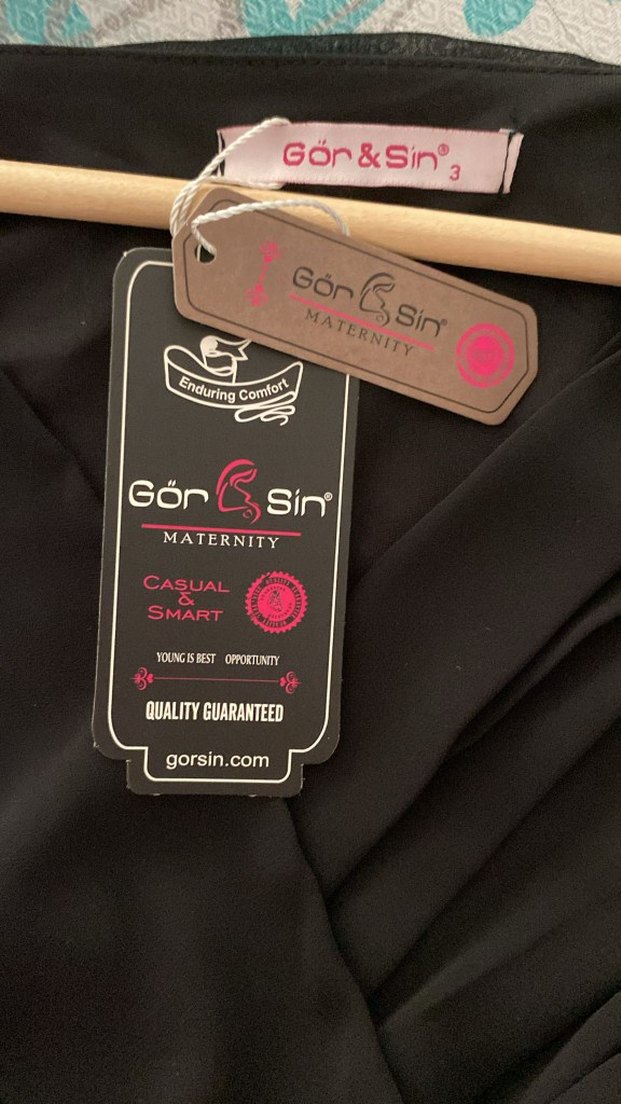 Gör & Sin®
3
Gör Sin®
MATERNITY
Enduring Comfort
Gör Sin®
MATERNITY
CASUAL
&
SMART
YOUNG IS BEST OPPORTUNITY
QUALITY GUARANTEED
gorsin.com